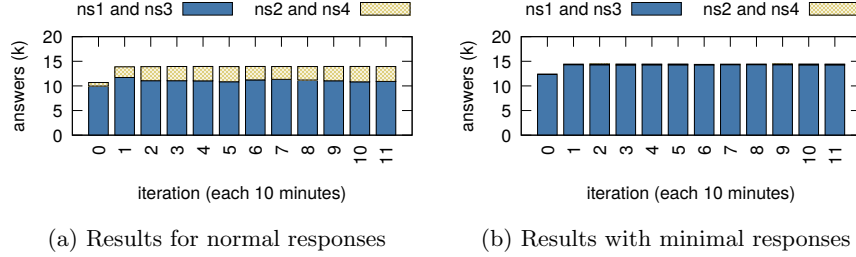 ns1 and ns3 ns2 and ns4
20
15
10
5
0
answers (k)
0 1 2 3 4 5 6 7 8 9 10 11
iteration (each 10 minutes)
(a) Results for normal responses
ns1 and ns3 ns2 and ns4
20
15
10
5
0
answers (k)
0 1 2 3 4 5 6 7 8 9 10 11
iteration (each 10 minutes)
(b) Results with minimal responses